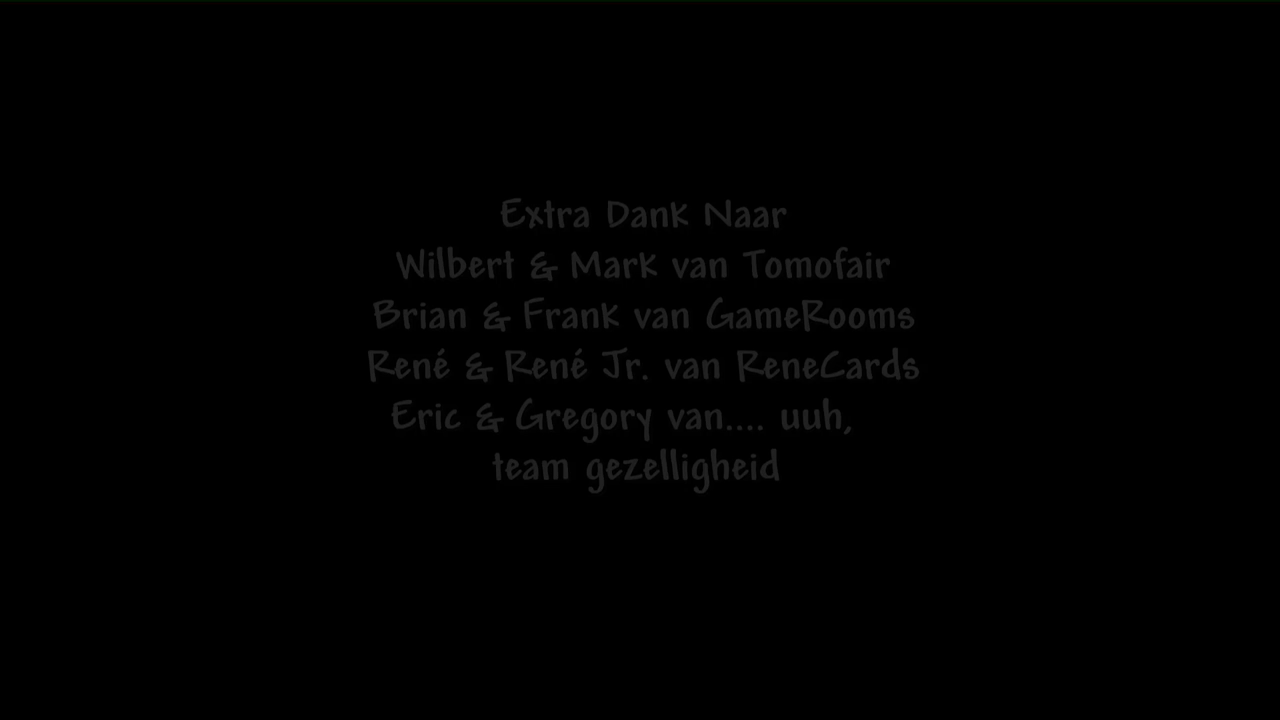 Extra Dank Naar
Wilbert & Mark van Tomofair
Brian & Frank van GameRooms
René & René Jr. van ReneCards
Eric & Gregory van.... uuh,
team gezelligheid